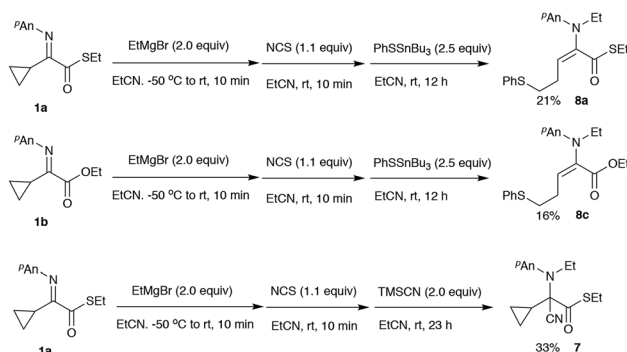 pAn N SEt O 1a
EtMgBr (2.0 equiv) NCS (1.1 equiv) PhSSnBu3 (2.5 equiv)
EtCN. -50 °C to rt, 10 min EtCN, rt, 10 min EtCN, rt, 12 h
pAn N Et SEt O PhS
21% 8a
pAn N OEt O 1b
EtMgBr (2.0 equiv) NCS (1.1 equiv) PhSSnBu3 (2.5 equiv)
EtCN. -50 °C to rt, 10 min EtCN, rt, 10 min EtCN, rt, 12 h
pAn N Et OEt O PhS
16% 8c
pAn N SEt O 1a
EtMgBr (2.0 equiv) NCS (1.1 equiv) TMSCN (2.0 equiv)
EtCN. -50 °C to rt, 10 min EtCN, rt, 10 min EtCN, rt, 23 h
pAn N Et SEt CN O
33% 7